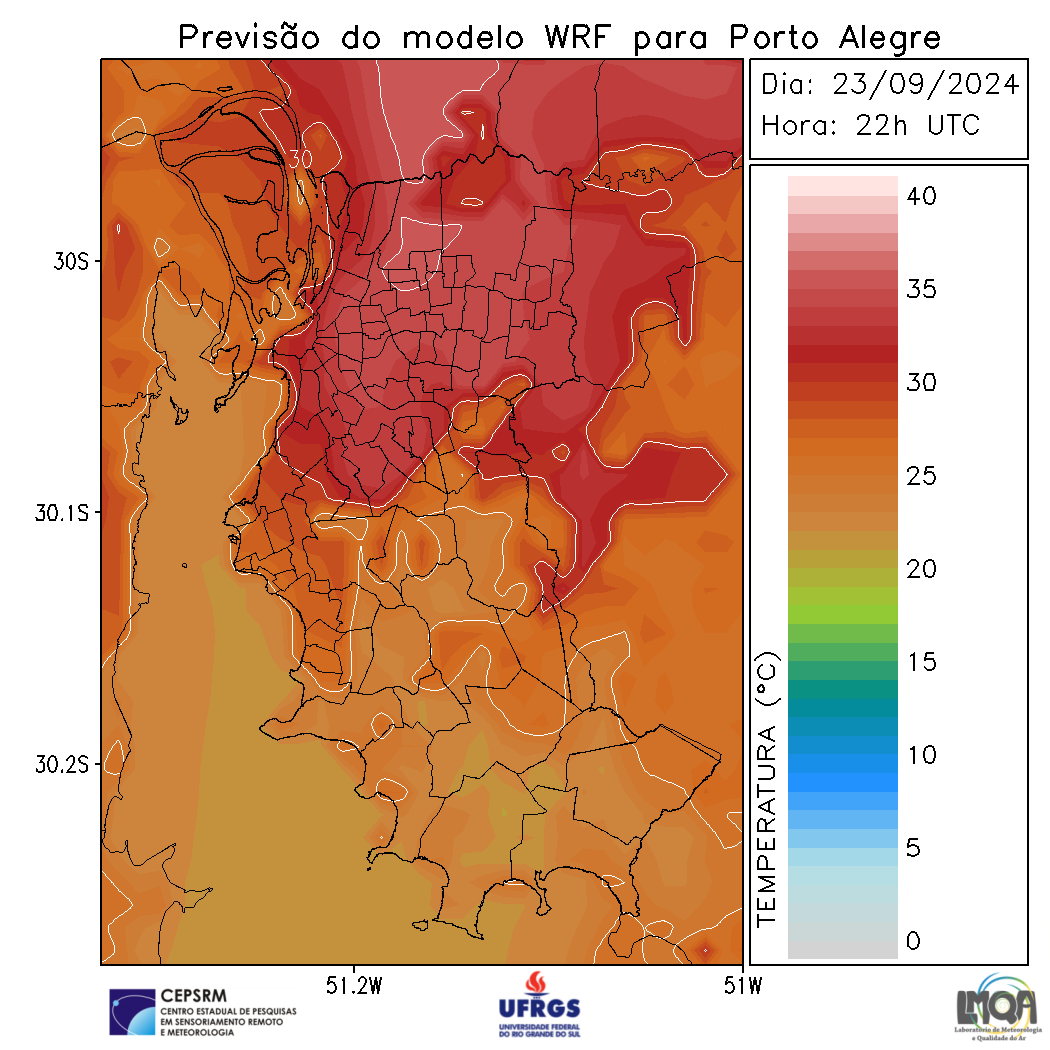 Previsão do modelo WRF para Porto Alegre
Dia: 23/09/2024
Hora: 22h UTC
30
30S
30.1S
30.2S
51.2W
51W
40
35
30
25
20
15
10
5
0
TEMPERATURA (°C)
CEPSRM
CENTRO ESTADUAL DE PESQUISAS
EM SENSORIAMENTO REMOTO
E METEOROLOGIA
UFRGS
UNIVERSIDADE FEDERAL
DO RIO GRANDE DO SUL
LMQA
Laboratório de Meteorologia
e Qualidade do Ar